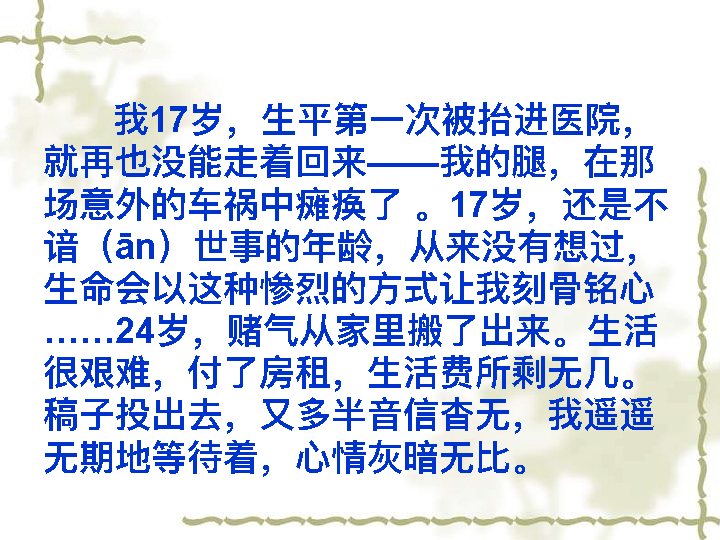 我17岁，生平第一次被抬进医院，
就再也没能走着回来——我的腿，在那
场意外的车祸中瘫痪了 。17岁，还是不
谙（ān）世事的年龄，从来没有想过，
生命会以这种惨烈的方式让我刻骨铭心
……24岁，赌气从家里搬了出来。生活
很艰难，付了房租，生活费所剩无几。
稿子投出去，又多半音信杳无，我遥遥
无期地等待着，心情灰暗无比。